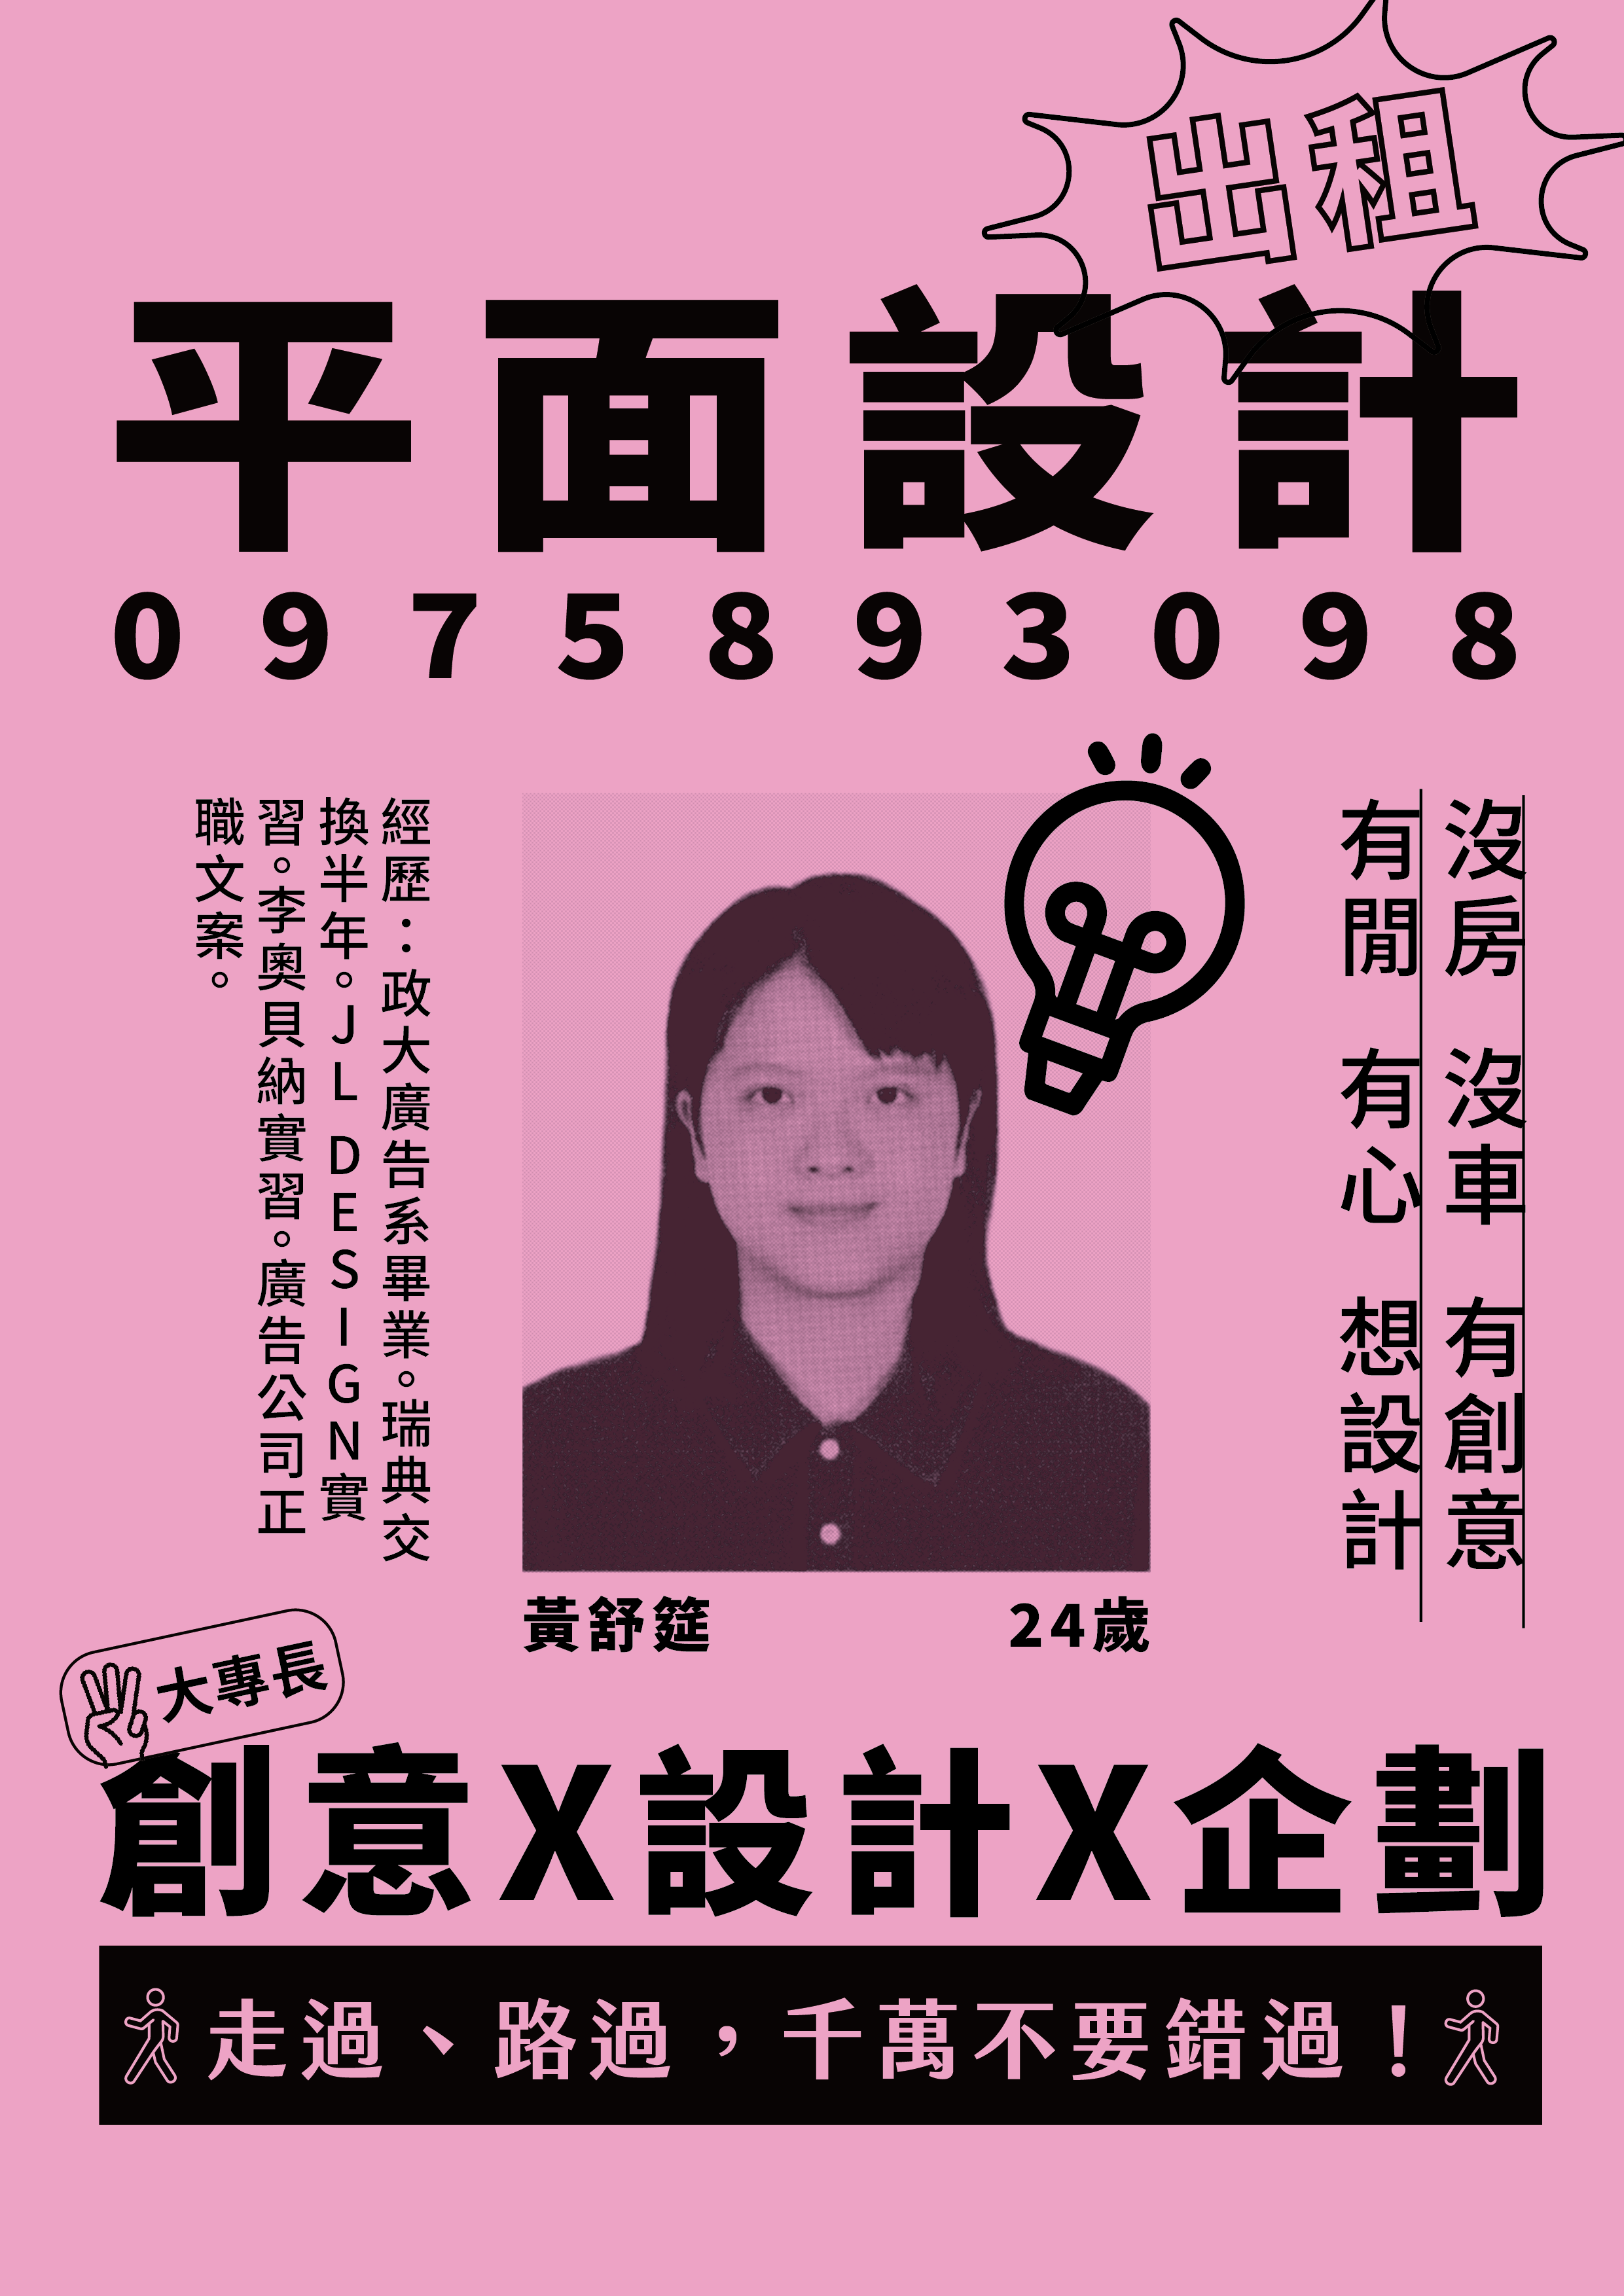 出租
平面設計
0975893098
沒房 沒車 有創意
有閒 有心 想設計
經歷：政大廣告系畢業。瑞典交
換半年。JL DESIGN實
習。李奧貝納實習。廣告公司正
職文案。
黃舒筵 24歲
大專長
創意X設計X企劃
走過、路過，千萬不要錯過！